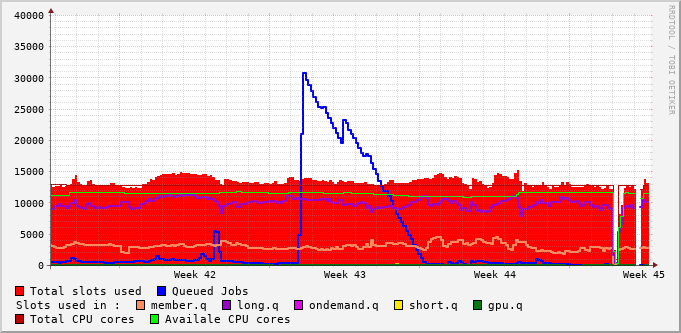 40000
35000
30000
25000
20000
15000
10000
5000
0
Week 42 Week 43 Week 44 Week 45
Total slots used Queued Jobs
Slots used in : member.q long.q ondemand.q short.q gpu.q
Total CPU cores Availale CPU cores
RRDTOOL / TOBI OETIKER